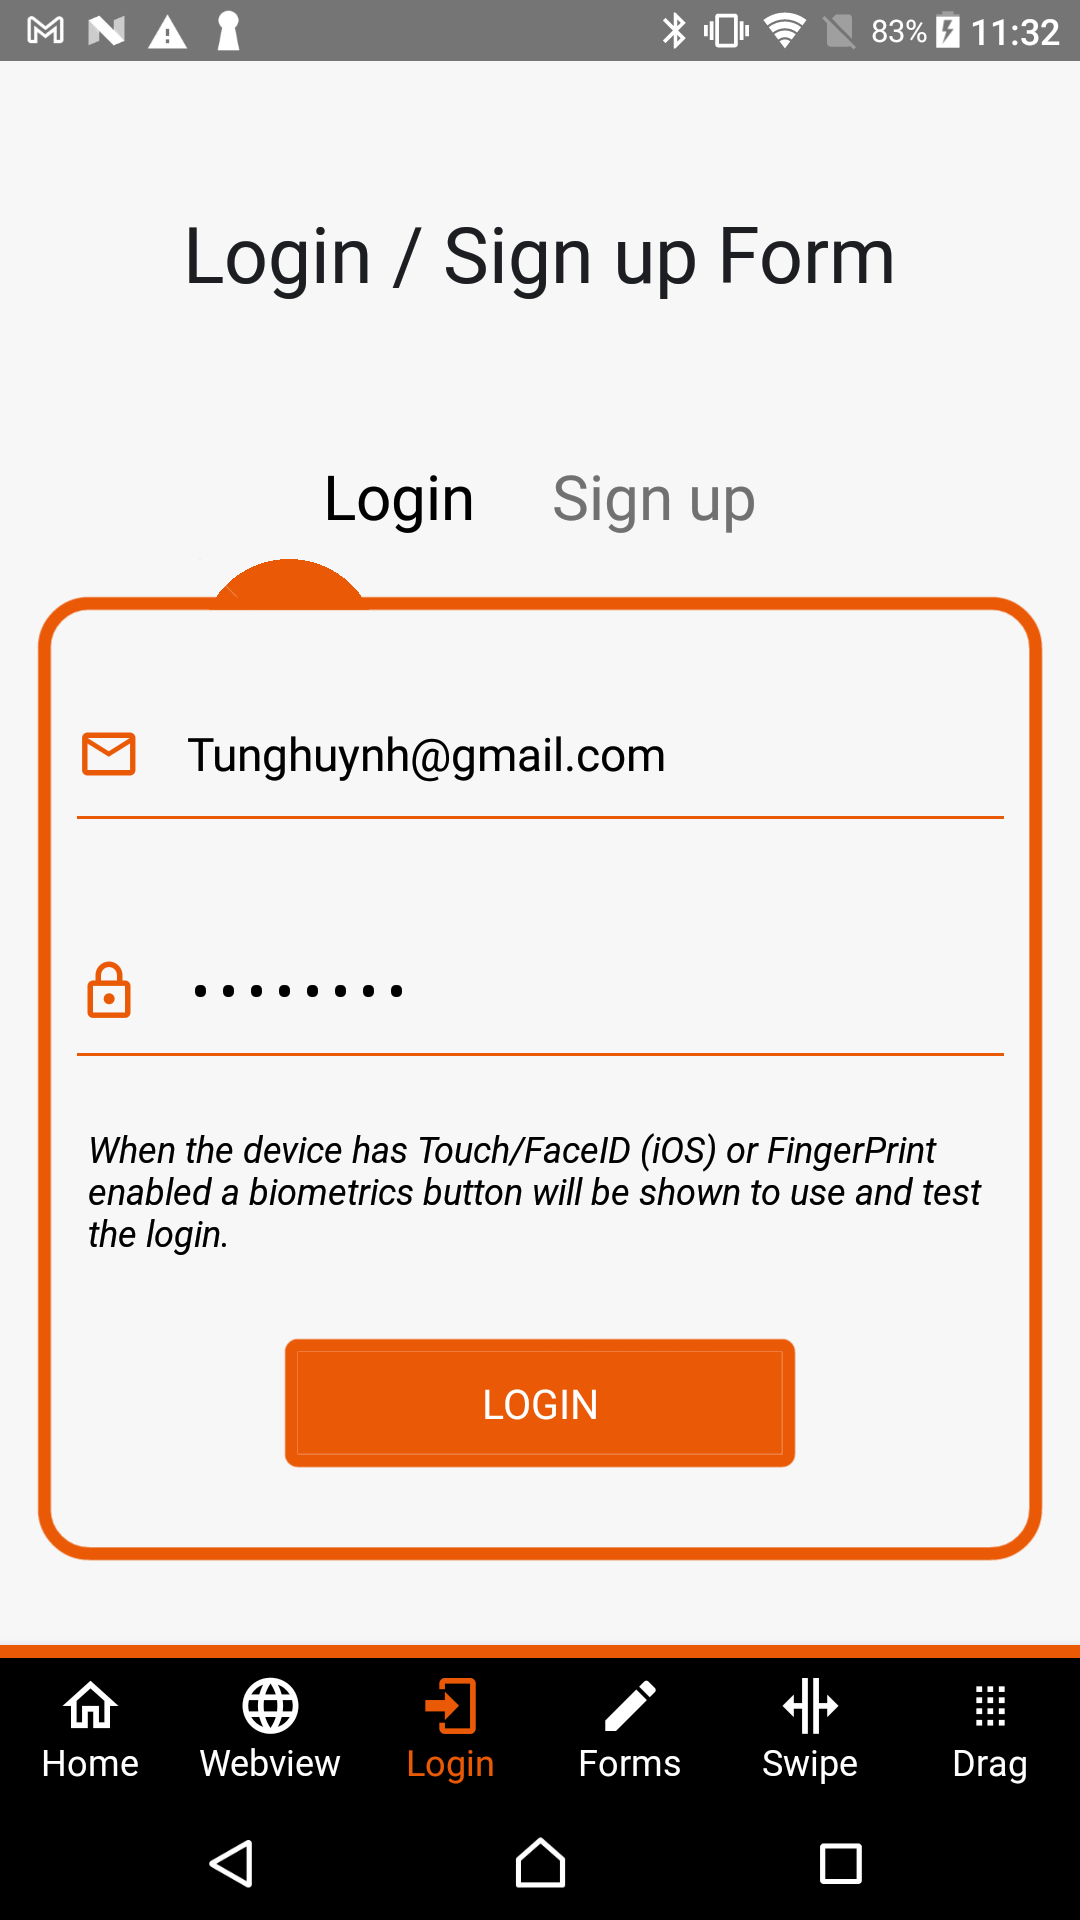 83% 11:32
Login / Sign up Form
Login Sign up
Tunghuynh@gmail.com
••••••••
When the device has Touch/FaceID (iOS) or FingerPrint
enabled a biometrics button will be shown to use and test
the login.
LOGIN
Home Webview Login Forms Swipe Drag